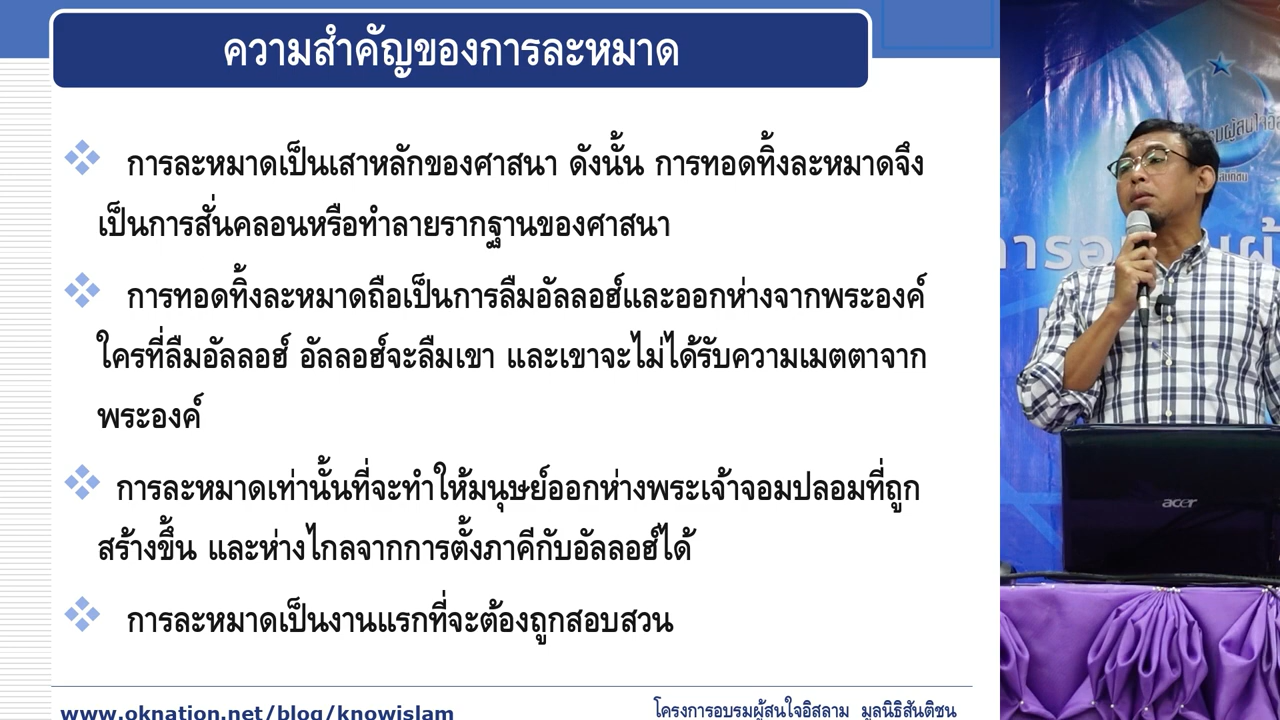 ความสำคัญของการละหมาด
การละหมาดเป็นเสาหลักของศาสนา ดังนั้น การทอดทิ้งละหมาดจึง
เป็นการสั่นคลอนหรือทำลายรากฐานของศาสนา
การทอดทิ้งละหมาดถือเป็นการลืมอัลลอฮ์และออกห่างจากพระองค์
ใครที่ลืมอัลลอฮ์ อัลลอฮ์จะลืมเขา และเขาจะไม่ได้รับความเมตตาจาก
พระองค์
การละหมาดเท่านั้นที่จะทำให้มนุษย์ออกห่างพระเจ้าจอมปลอมที่ถูก
สร้างขึ้น และห่างไกลจากการตั้งภาคีกับอัลลอฮ์ได้
การละหมาดเป็นงานแรกที่จะต้องถูกสอบสวน
www.oknation.net/blog/knowislam
โครงการอบรมผู้สนใจอิสลาม มูลนิธิสันติชน
acer